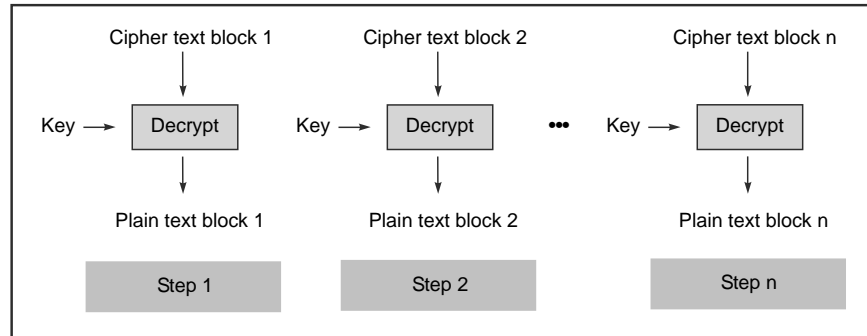 Cipher text block 1 Cipher text block 2 Cipher text block n
Key Decrypt Key Decrypt ••• Key Decrypt
Plain text block 1 Plain text block 2 Plain text block n
Step 1 Step 2 Step n